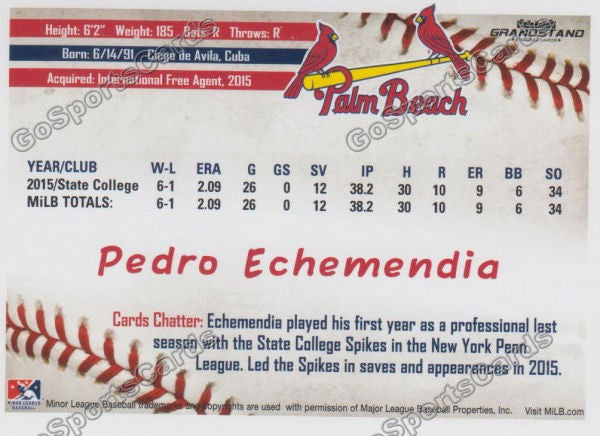 Height: 6'2" Weight: 185 Bats: R Throws: R
GRANDSTAND
Born: 6/14/91, Ciego de Avila, Cuba
Acquired: International Free Agent, 2015
Palm Beach
YEAR/CLUB W-L ERA G GS SV IP H R ER BB SO
2015/State College 6-1 2.09 26 0 12 38.2 30 10 9 6 34
MiLB TOTALS: 6-1 2.09 26 0 12 38.2 30 10 9 6 34
Pedro Echemendia
Cards Chatter: Echemendia played his first year as a professional last
season with the State College Spikes in the New York Penn
League. Led the Spikes in saves and appearances in 2015.
MINOR LEAGUE
BASEBALL
Minor League Baseball trademarks and copyrights are used with permission of Major League Baseball Properties, Inc. Visit MiLB.com
GoSportsCards
GoSportsCards
GoSportsCards
GoSportsCards